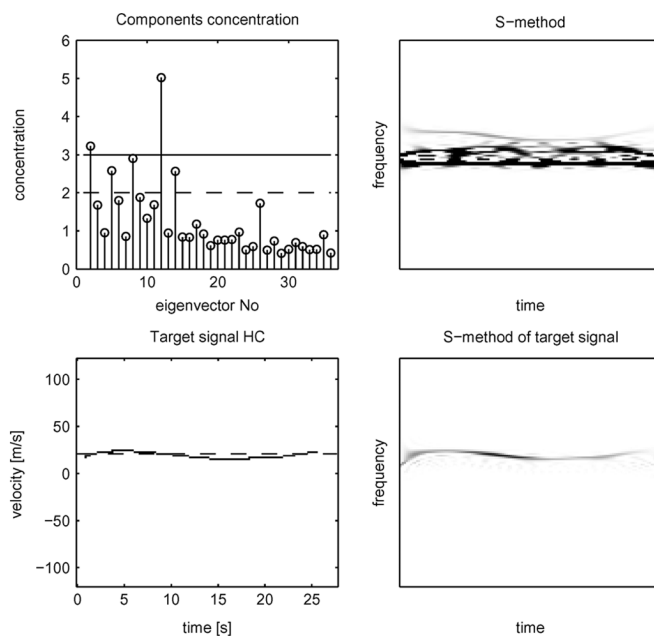 Components concentration
concentration
6
5
4
3
2
1
0
0
10
20
30
eigenvector No
S−method
frequency
time
Target signal HC
velocity [m/s]
100
50
0
−50
−100
0
5
10
15
20
25
time [s]
S−method of target signal
frequency
time